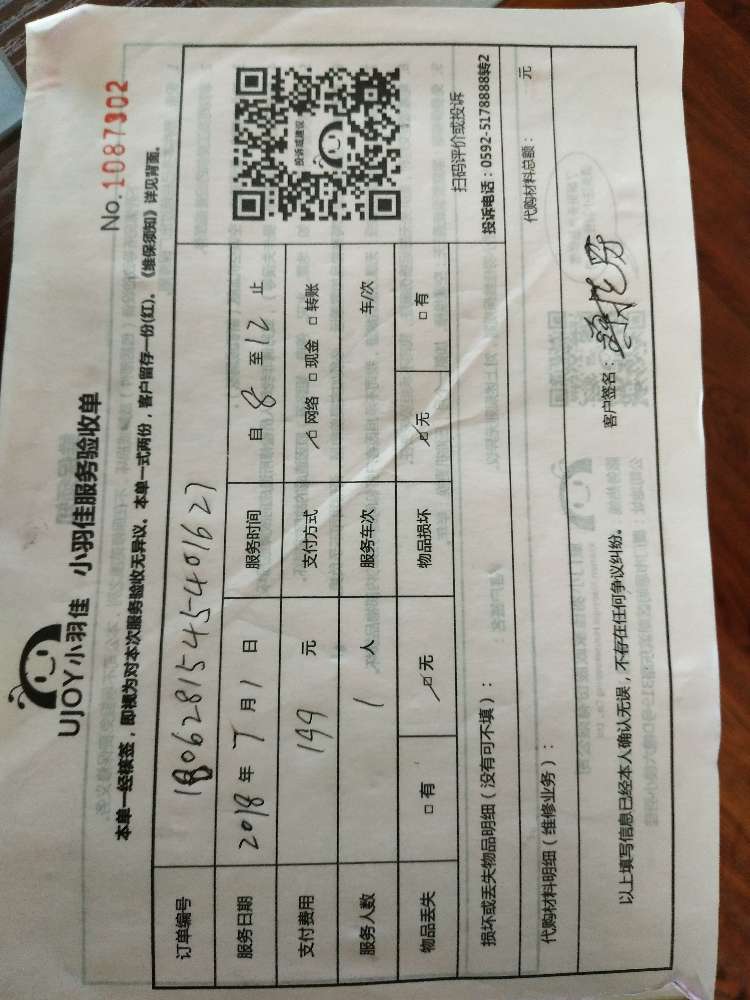 UJOY小羽佳 小羽佳服务验收单
No. 1087302
本单一经核签，即视为对本次服务验收无异议。本单一式两份，客户留存一份(红)。《维保须知》详见背面。
订单编号 180628154540162​7
服务日期 2018 年 7 月 1 日 服务时间 自 8 至 12 止
支付费用 144 元 支付方式 网络 现金 转账
服务人数 1 人 服务车次 车/次
物品丢失 有 无 物品损坏 无 有
投诉或建议
扫码评价或投诉
投诉电话：0592-5178888转2
损坏或丢失物品明细（没有可不填）：
代购材料明细（维修业务）： 代购材料总额： 元
以上填写信息已经本人确认无误，不存在任何争议纠纷。 客户签名：